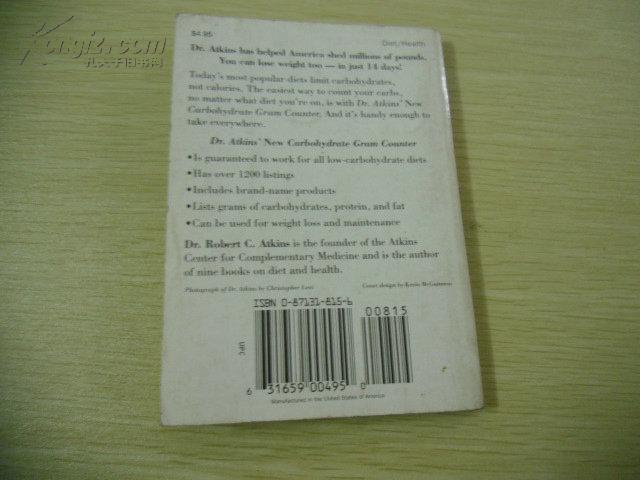 Kongfz.com
孔夫子旧书网
$4.95
Diet/Health
Dr. Atkins has helped America shed millions of pounds.
You can lose weight too — in just 14 days!
Today's most popular diets limit carbohydrates,
not calories. The easiest way to count your carbs,
no matter what diet you're on, is with Dr. Atkins' New
Carbohydrate Gram Counter. And it's handy enough to
take everywhere.
Dr. Atkins' New Carbohydrate Gram Counter
•Is guaranteed to work for all low-carbohydrate diets
•Has over 1200 listings
•Includes brand-name products
•Lists grams of carbohydrates, protein, and fat
•Can be used for weight loss and maintenance
Dr. Robert C. Atkins is the founder of the Atkins
Center for Complementary Medicine and is the author
of nine books on diet and health.
Photograph of Dr. Atkins by Christopher
Cover design by Kevin
ISBN 0-87131-815-6
00815
UPC
6 31659 00495 0
Manufactured in the United States of America